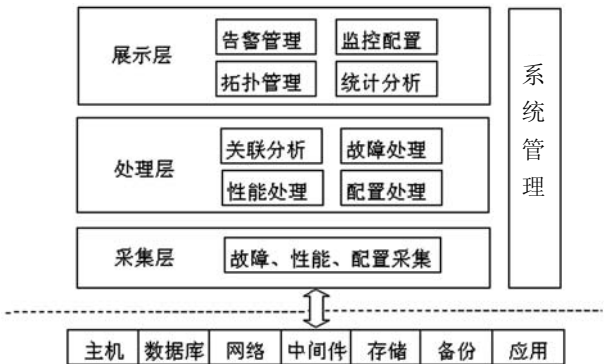 展示层
告警管理 监控配置
拓扑管理 统计分析
处理层
关联分析 故障处理
性能处理 配置处理
采集层 故障、性能、配置采集
系统管理
主机 数据库 网络 中间件 存储 备份 应用